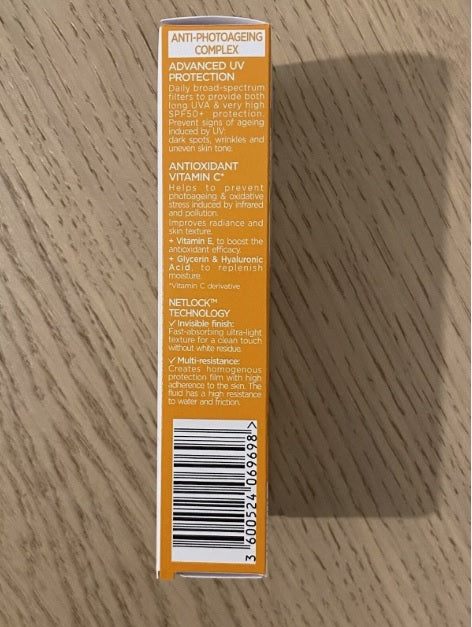 ANTI-PHOTOAGEING
COMPLEX
ADVANCED UV
PROTECTION
Daily broad-spectrum
filters to provide both
long UVA & very high
SPF50+ protection.
Prevent signs of ageing
induced by UV:
dark spots, wrinkles and
uneven skin tone.
ANTIOXIDANT
VITAMIN C*
Helps to prevent
photoageing & oxidative
stress induced by infrared
and pollution.
Improves radiance and
skin texture.
+ Vitamin E, to boost the
antioxidant efficacy.
+ Glycerin & Hyaluronic
Acid, to replenish
moisture.
*Vitamin C derivative
NETLOCK™
TECHNOLOGY
✓ Invisible finish:
Fast-absorbing ultra-light
texture for a clean touch
without white residue.
✓ Multi-resistance:
Creates homogenous
protection film with high
adherence to the skin. The
fluid has a high resistance
to water and friction.
3 600524 069698 >